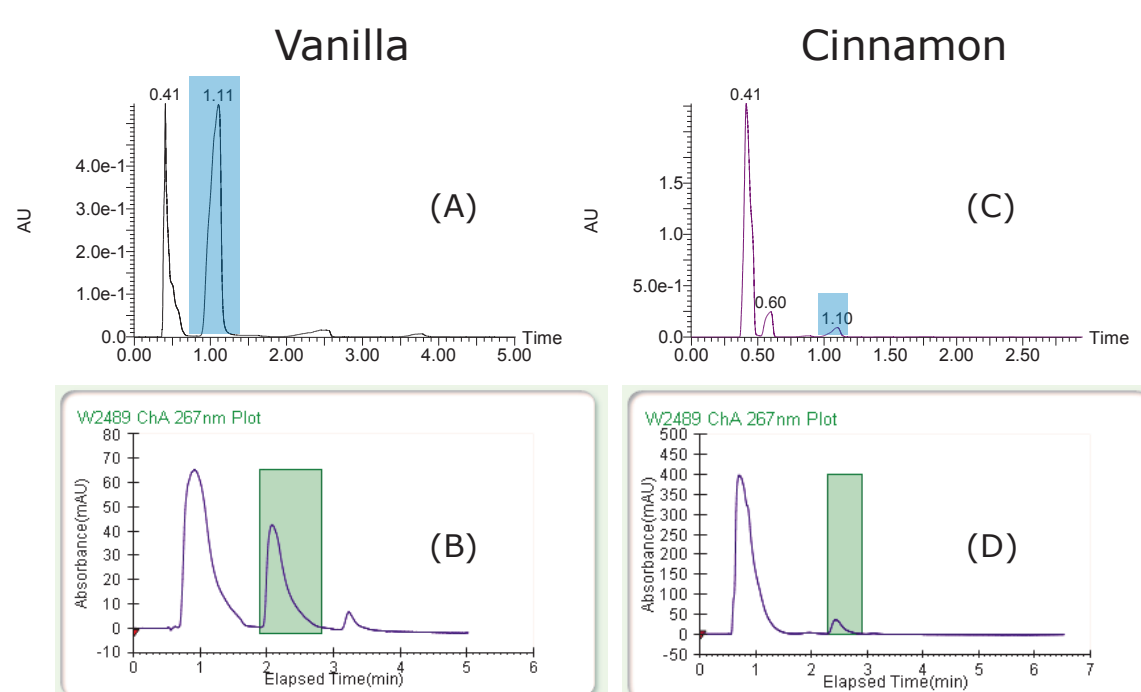 Vanilla
Cinnamon
0.41
1.11
4.0e-1
3.0e-1
2.0e-1
1.0e-1
0.0
AU
(A)
0.00
1.00
2.00
3.00
4.00
5.00
Time
0.41
0.60
1.10
1.5
1.0
5.0e-1
0.0
AU
(C)
0.00
0.50
1.00
1.50
2.00
2.50
Time
W2489 ChA 267nm Plot
80
70
60
50
40
30
20
10
0
-10
Absorbance(mAU)
(B)
0
1
2
3
4
5
6
Elapsed Time(min)
W2489 ChA 267nm Plot
500
450
400
350
300
250
200
150
100
50
0
-50
Absorbance(mAU)
(D)
0
1
2
3
4
5
6
7
Elapsed Time(min)